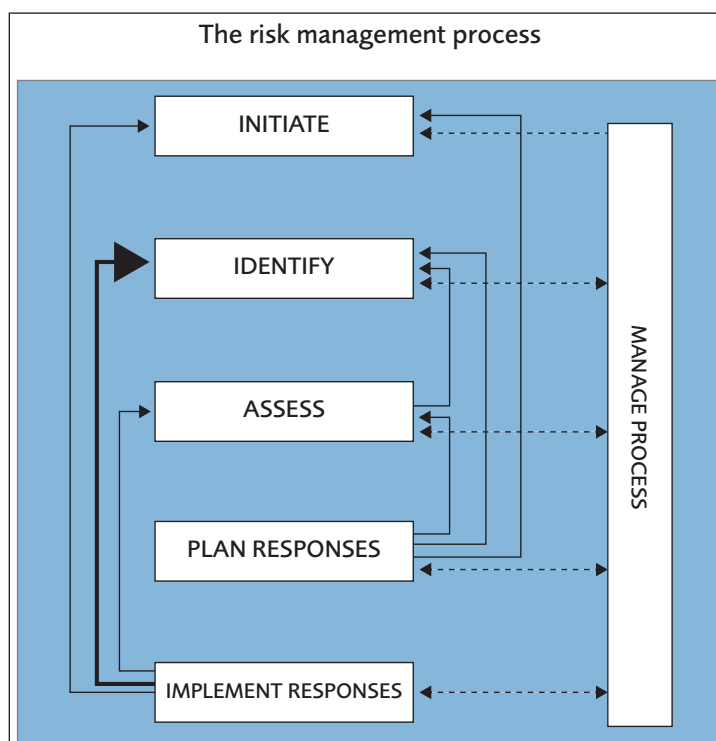 The risk management process
INITIATE
IDENTIFY
ASSESS
PLAN RESPONSES
IMPLEMENT RESPONSES
MANAGE PROCESS